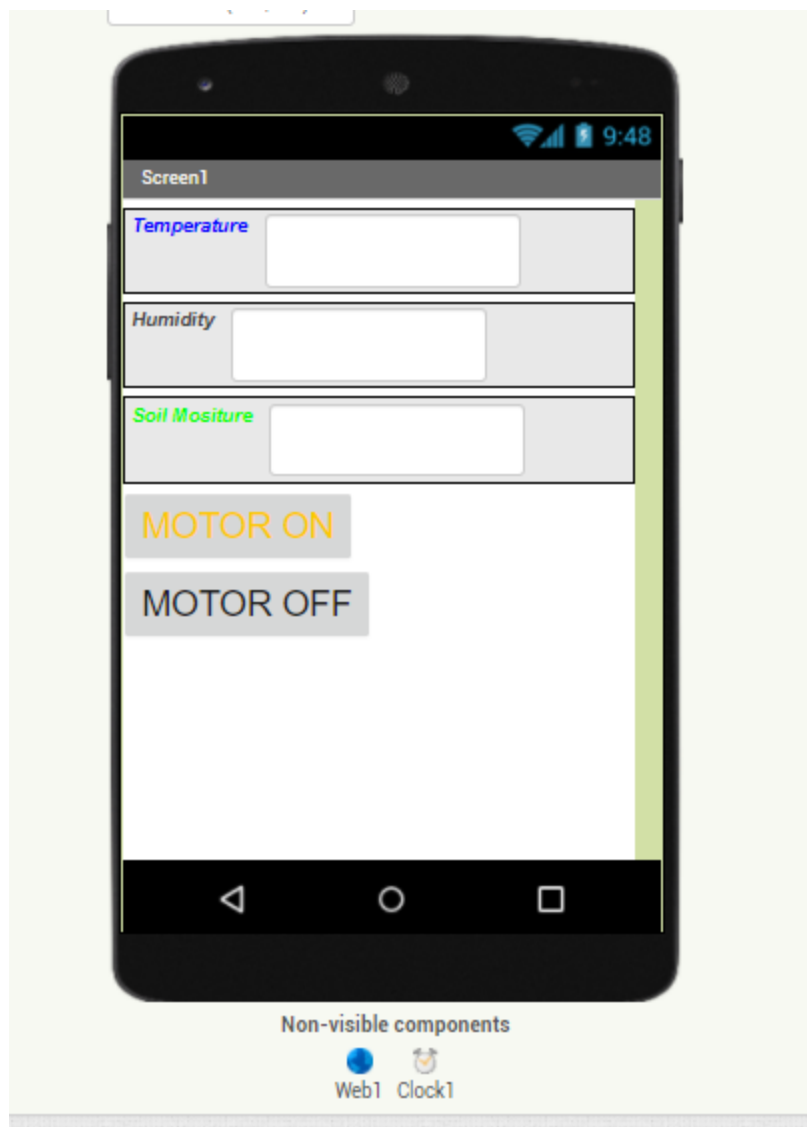 9:48
Screen1
Temperature
Humidity
Soil Mositure
MOTOR ON
MOTOR OFF
Non-visible components
Web1 Clock1